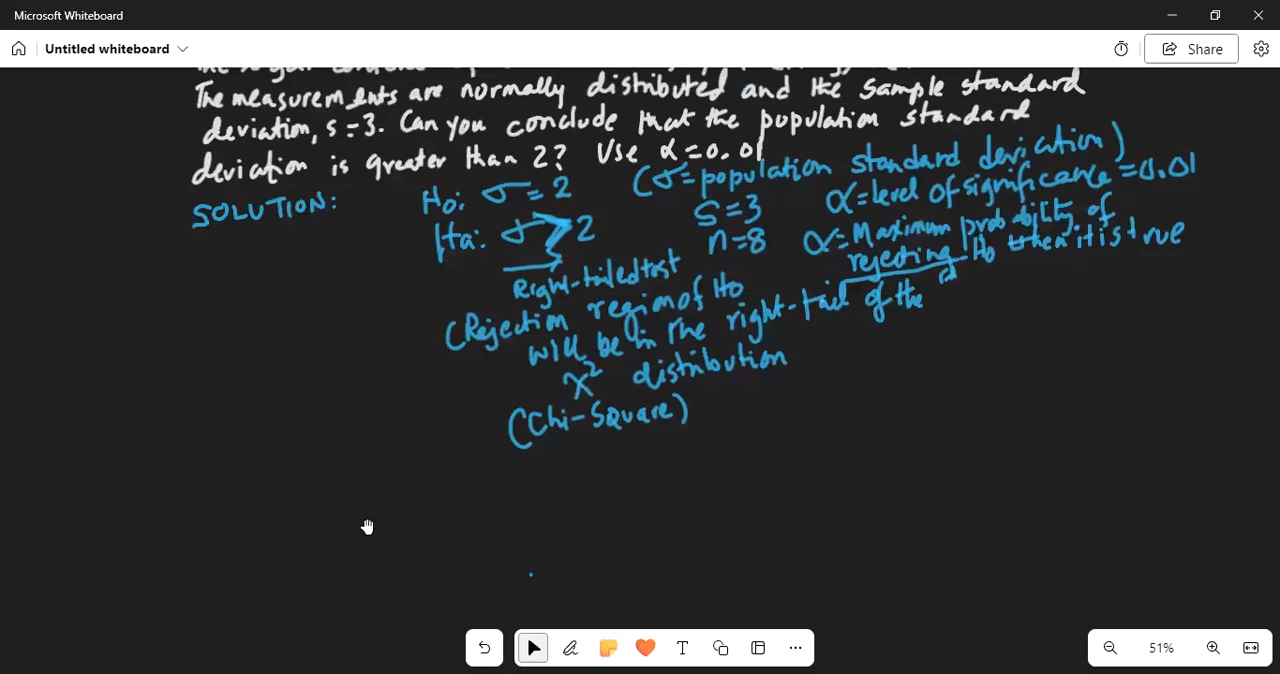 Microsoft Whiteboard
Untitled whiteboard
Share
The measurements are normally distributed and the sample standard
deviation, s = 3. Can you conclude that the population standard
deviation is greater than 2? Use α = 0.01
SOLUTION:
Ho: σ = 2
Ha: σ > 2
Right-tailed test
(Rejection region of Ho
will be in the right-tail of the
χ² distribution
(Chi-Square)
(σ = population standard deviation)
S = 3
n = 8
α = level of significance = 0.01
α = Maximum probability of
rejecting Ho when it is true
51%